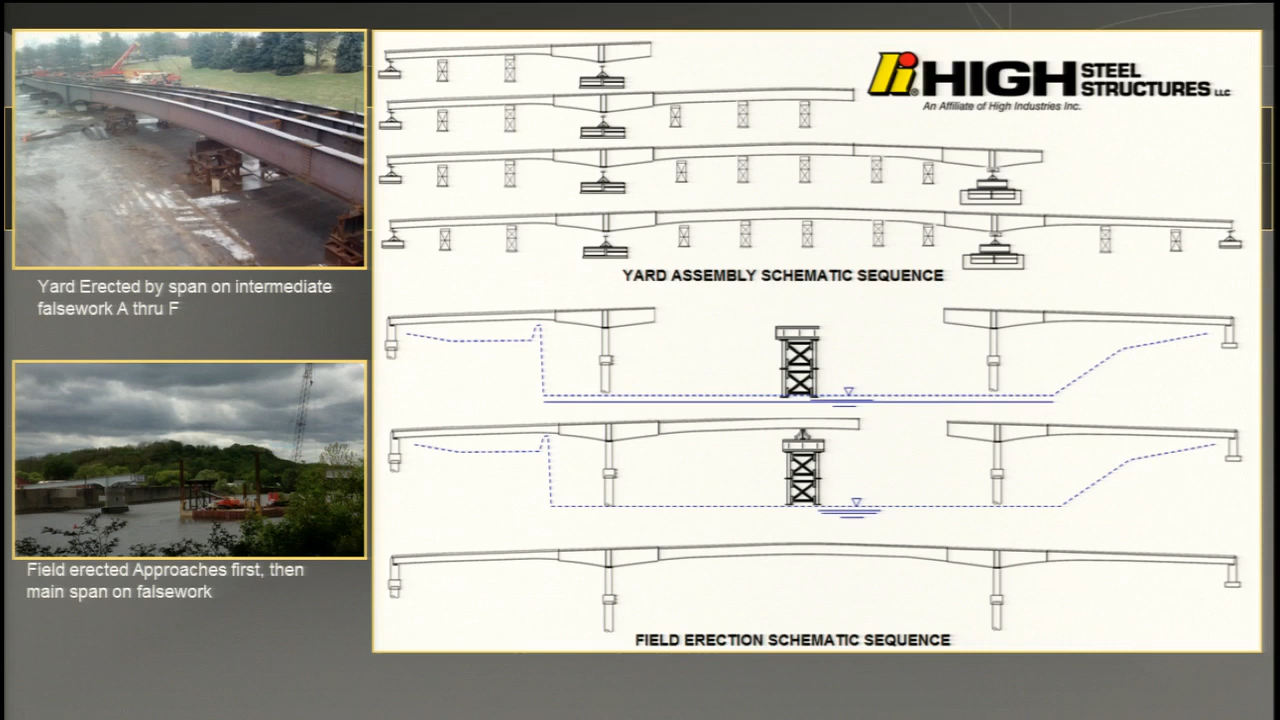 HIGH STEEL
STRUCTURES LLC
An Affiliate of High Industries Inc.
YARD ASSEMBLY SCHEMATIC SEQUENCE
Yard Erected by span on intermediate
falsework A thru F
Field erected Approaches first, then
main span on falsework
FIELD ERECTION SCHEMATIC SEQUENCE